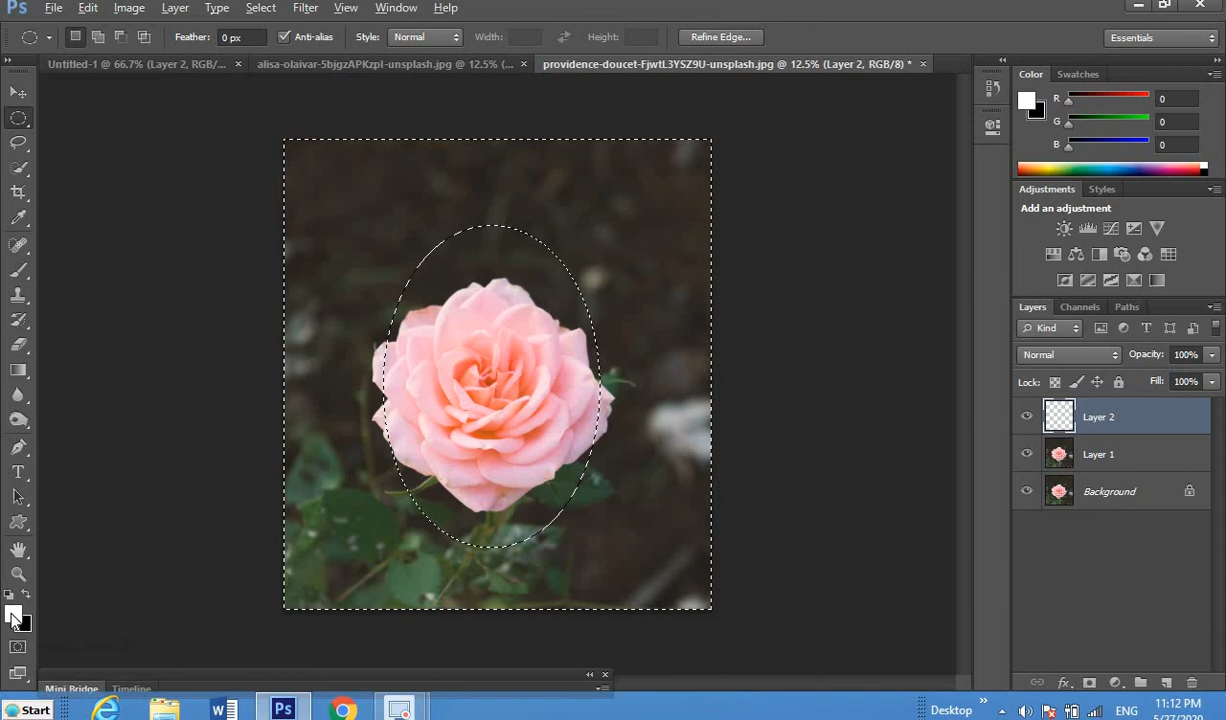 Ps File Edit Image Layer Type Select Filter View Window Help
Feather: 0 px Anti-alias Style: Normal Width: Height: Refine Edge... Essentials
Untitled-1 @ 66.7% (Layer 2, RGB/... × alisa-olaivar-5bjgzAPKzpI-unsplash.jpg @ 12.5% (... × providence-doucet-FjwtL3YSZ9U-unsplash.jpg @ 12.5% (Layer 2, RGB/8) * ×
Color Swatches
R 0
G 0
B 0
Adjustments Styles
Add an adjustment
Layers Channels Paths
Kind
Normal Opacity: 100%
Lock: Fill: 100%
Layer 2
Layer 1
Background
Mini Bridge Timeline
Start Ps Desktop ENG
11:12 PM
5/27/2020